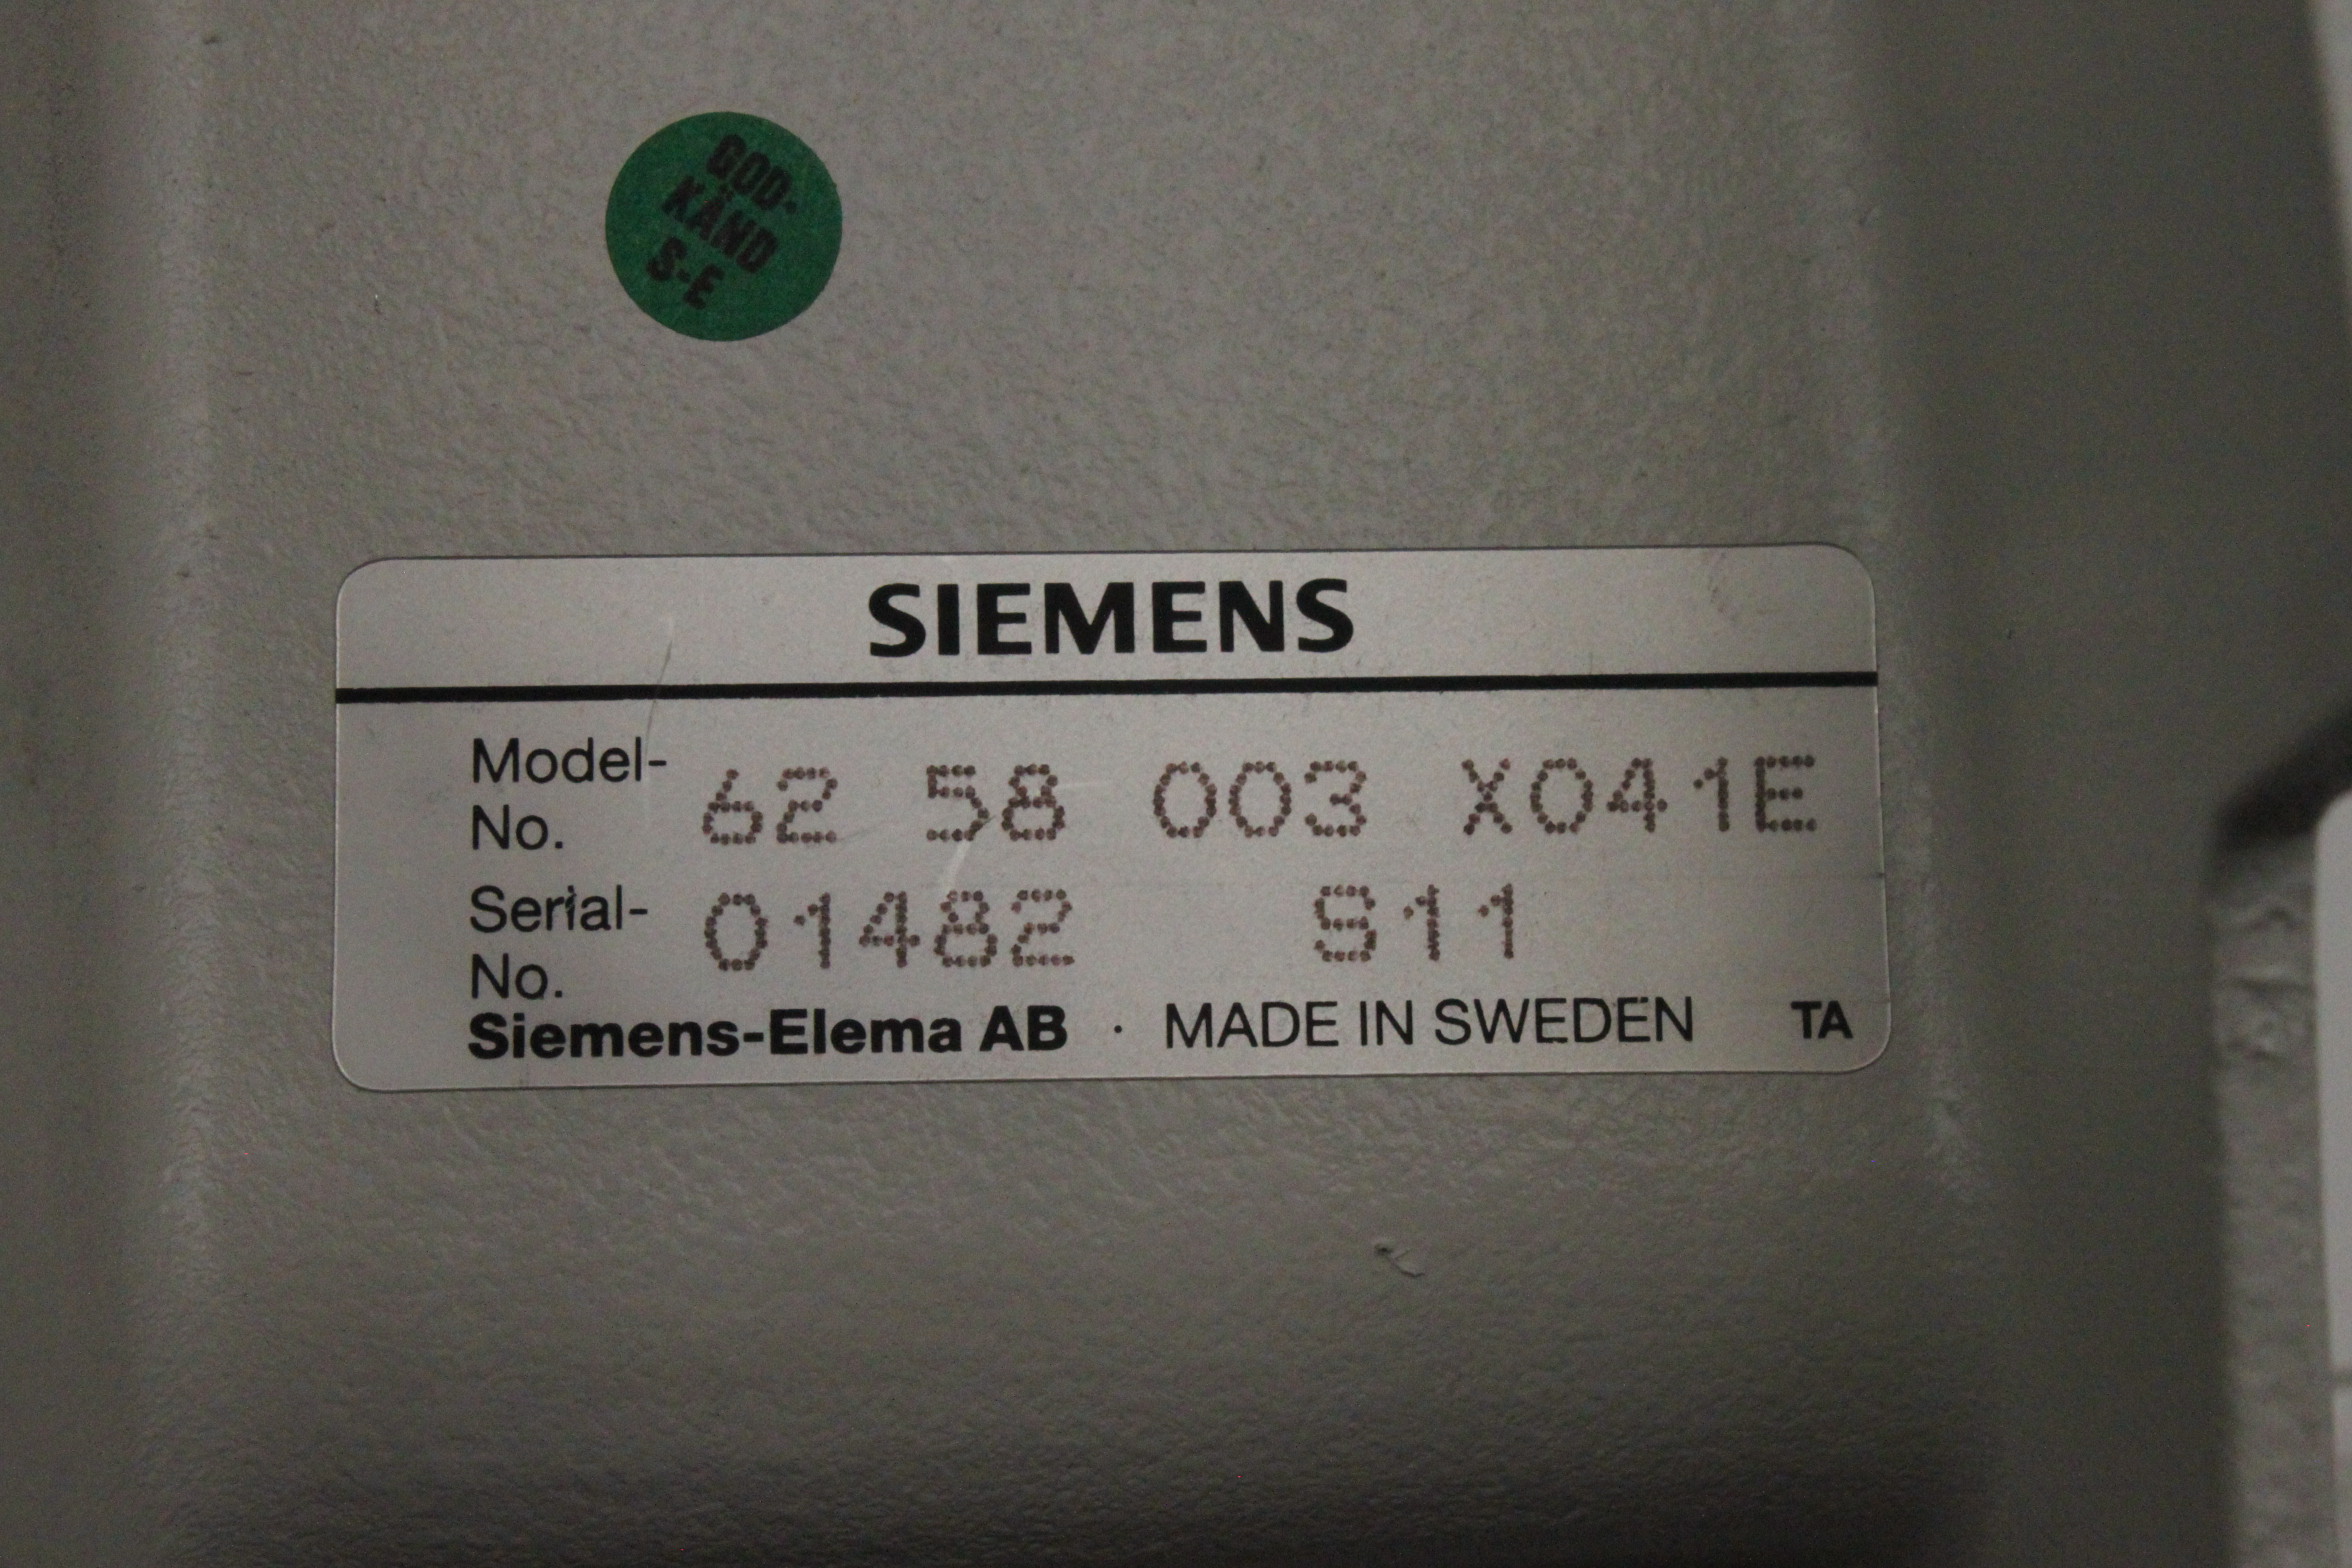 GOD-
KÄND
S-E
SIEMENS
Model-
No. 62 58 003 X041E
Serial-
No. 01482 S11
Siemens-Elema AB · MADE IN SWEDEN TA